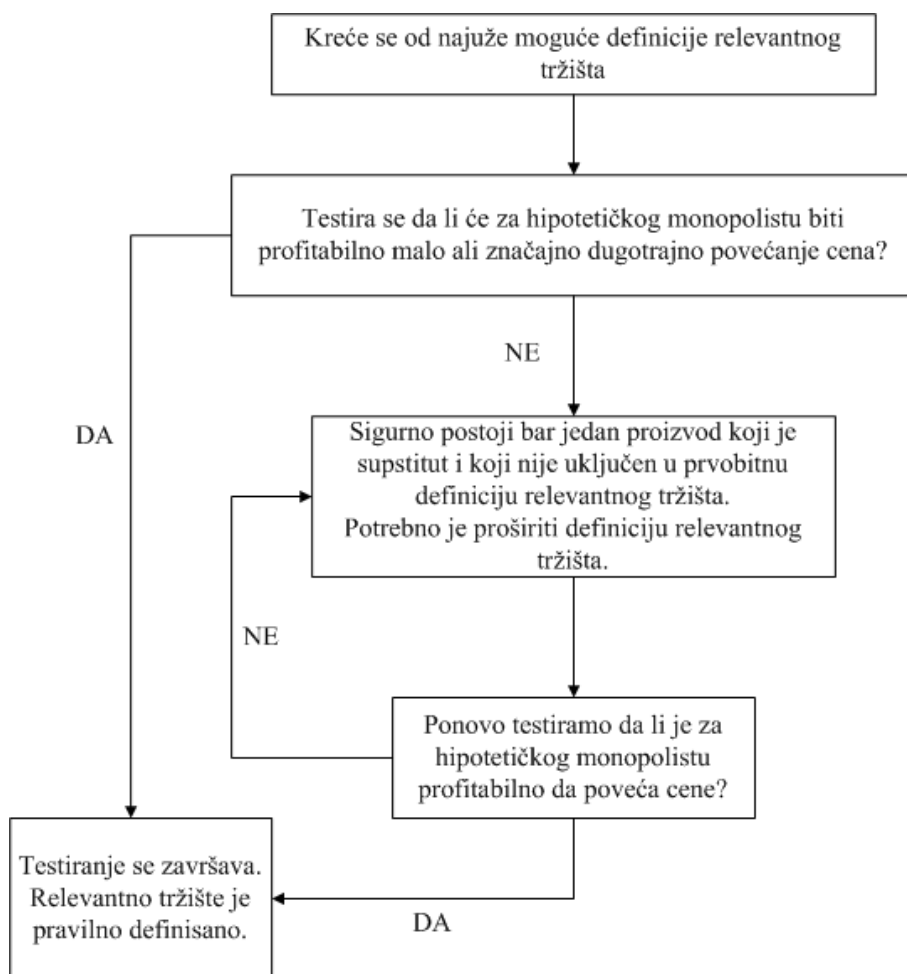 Kreće se od najuže moguće definicije relevantnog
tržišta
Testira se da li će za hipotetičkog monopolistu biti
profitabilno malo ali značajno dugotrajno povećanje cena?
NE
DA
Sigurno postoji bar jedan proizvod koji je
supstitut i koji nije uključen u prvobitnu
definiciju relevantnog tržišta.
Potrebno je proširiti definiciju relevantnog
tržišta.
NE
Ponovo testiramo da li je za
hipotetičkog monopolistu
profitabilno da poveća cene?
Testiranje se završava.
Relevantno tržište je
pravilno definisano.
DA